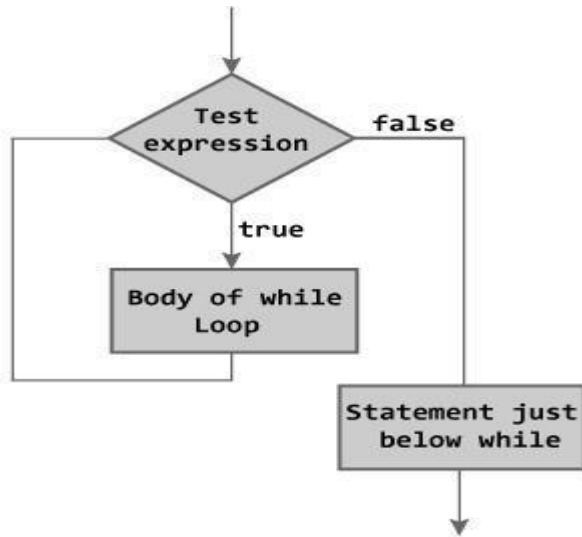 Test
expression
false
true
Body of while
Loop
Statement just
below while